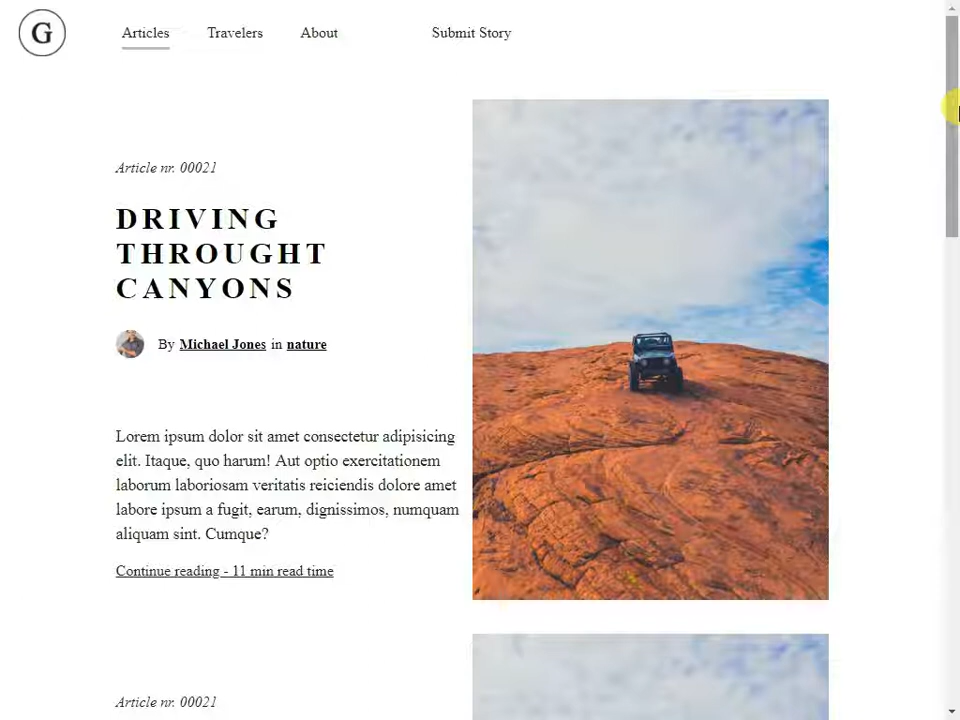 G
Articles Travelers About Submit Story
Article nr. 00021
DRIVING
THROUGHT
CANYONS
By Michael Jones in nature
Lorem ipsum dolor sit amet consectetur adipisicing
elit. Itaque, quo harum! Aut optio exercitationem
laborum laboriosam veritatis reiciendis dolore amet
labore ipsum a fugit, earum, dignissimos, numquam
aliquam sint. Cumque?
Continue reading - 11 min read time
Article nr. 00021